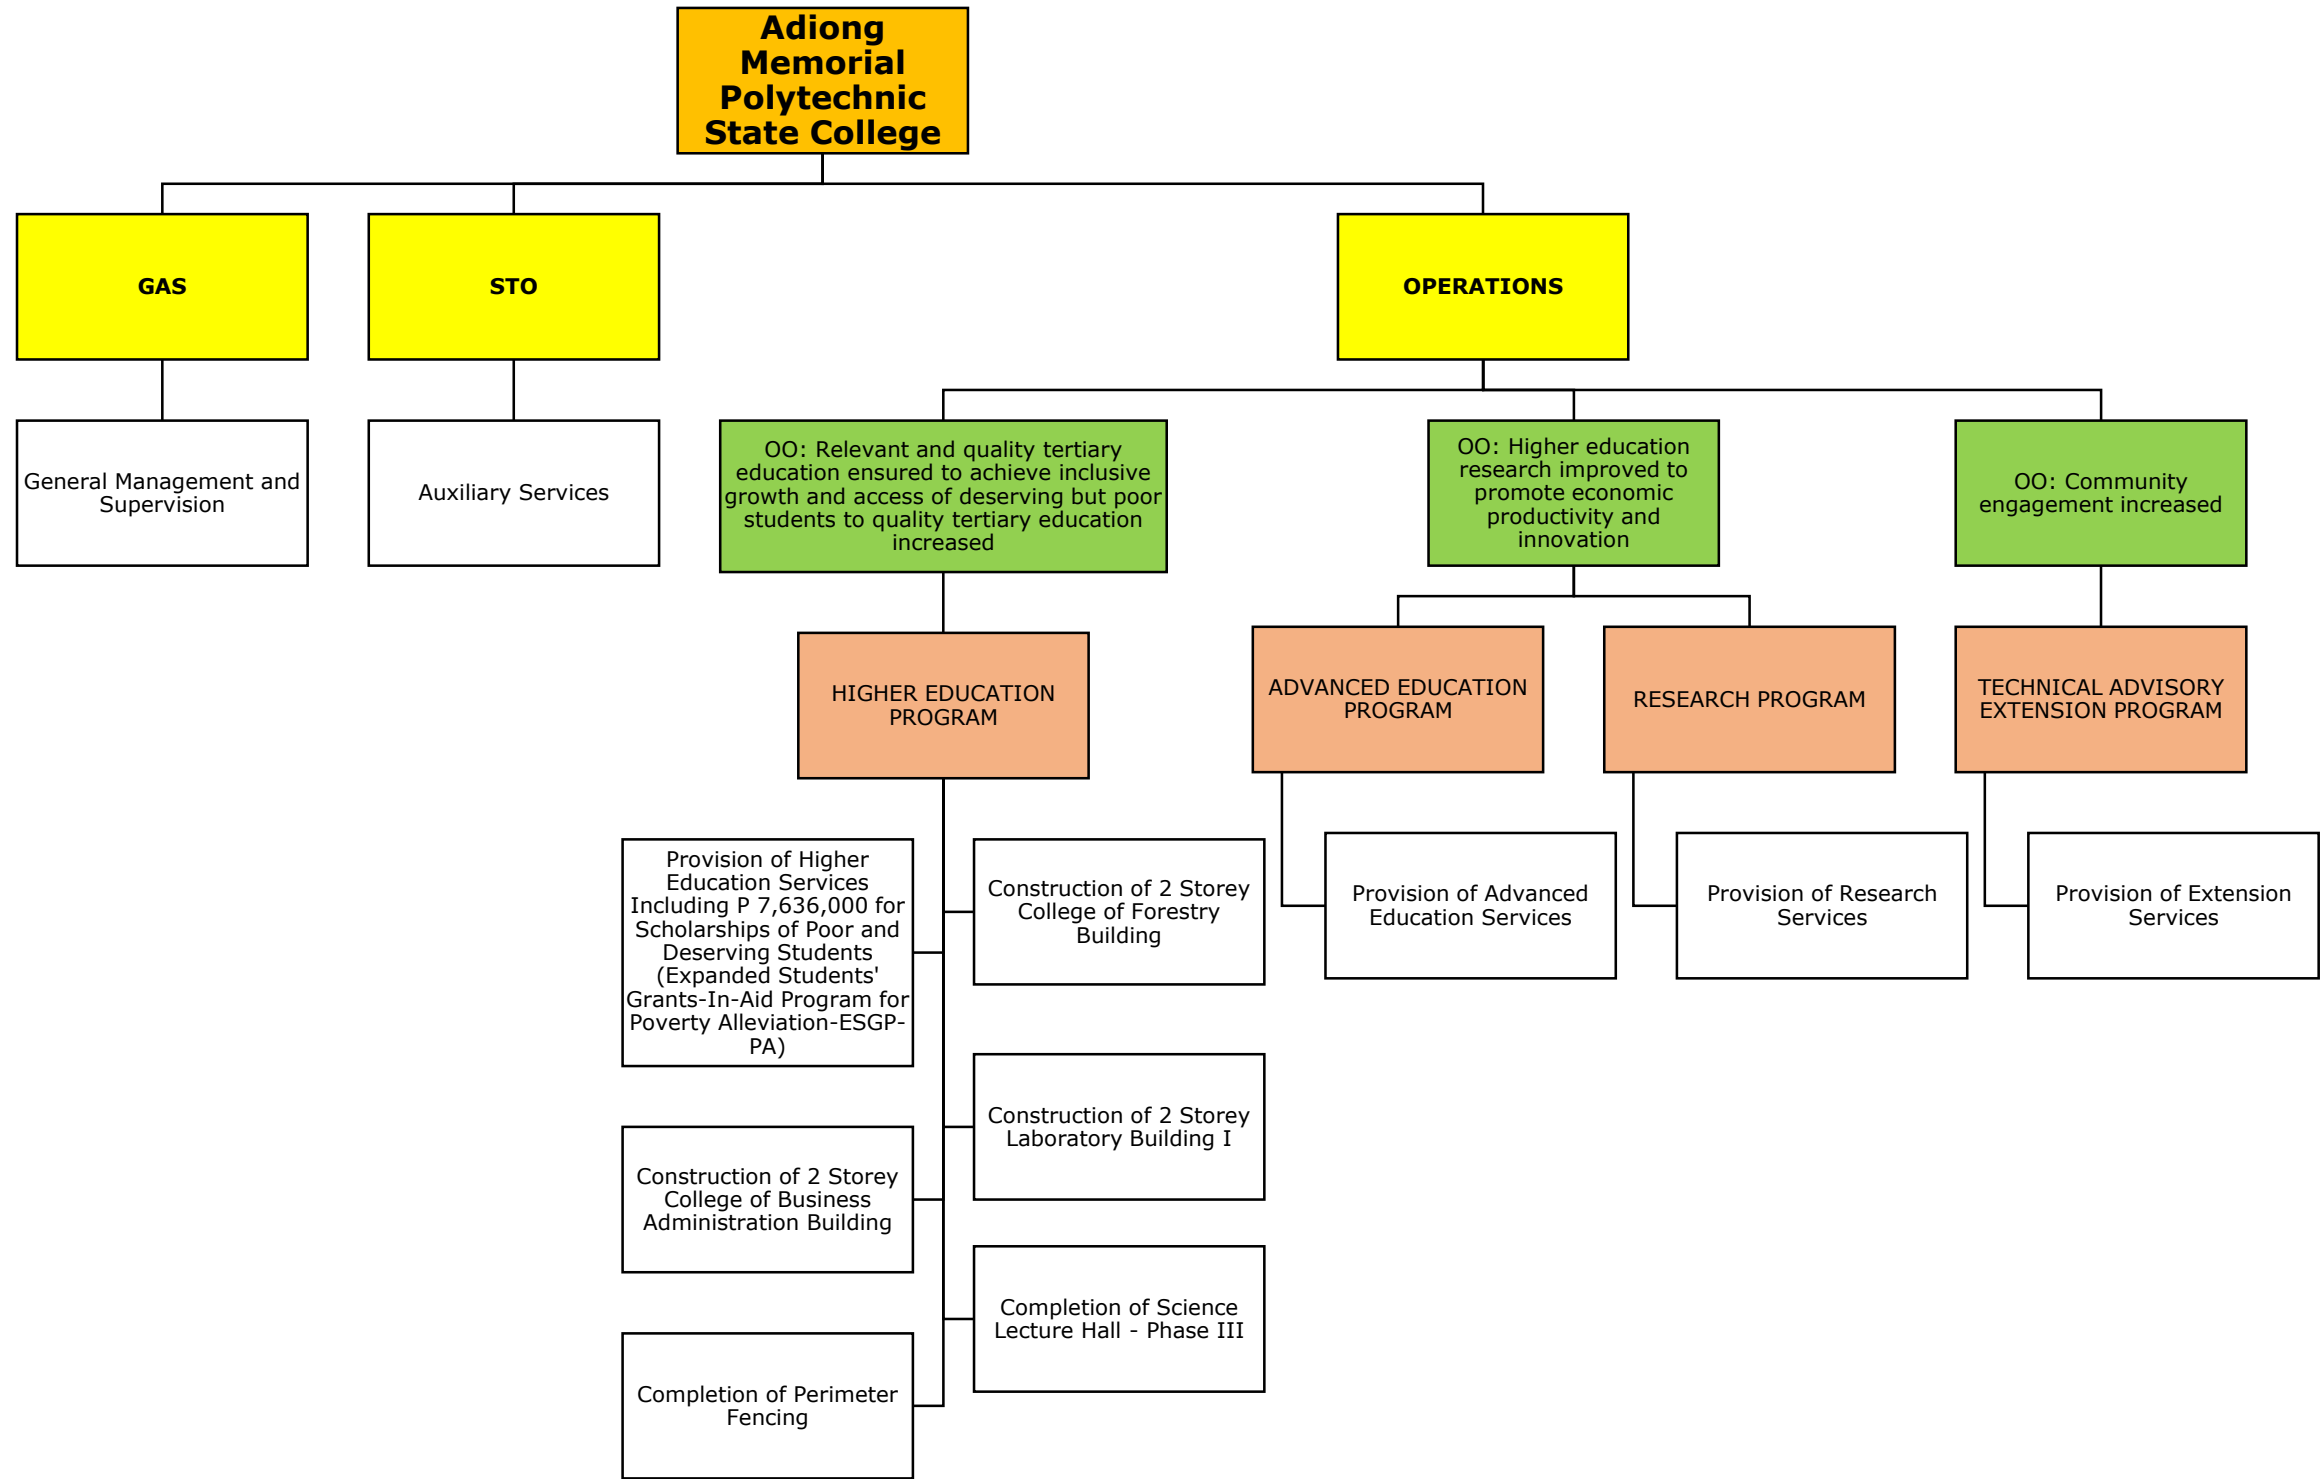 Adiong
Memorial
Polytechnic
State College
GAS
STO
OPERATIONS
General Management and
Supervision
Auxiliary Services
OO: Relevant and quality tertiary
education ensured to achieve inclusive
growth and access of deserving but poor
students to quality tertiary education
increased
OO: Higher education
research improved to
promote economic
productivity and
innovation
OO: Community
engagement increased
HIGHER EDUCATION
PROGRAM
ADVANCED EDUCATION
PROGRAM
RESEARCH PROGRAM
TECHNICAL ADVISORY
EXTENSION PROGRAM
Provision of Higher
Education Services
Including P 7,636,000 for
Scholarships of Poor and
Deserving Students
(Expanded Students'
Grants-In-Aid Program for
Poverty Alleviation-ESGP-
PA)
Construction of 2 Storey
College of Forestry
Building
Provision of Advanced
Education Services
Provision of Research
Services
Provision of Extension
Services
Construction of 2 Storey
College of Business
Administration Building
Construction of 2 Storey
Laboratory Building I
Completion of Perimeter
Fencing
Completion of Science
Lecture Hall - Phase III